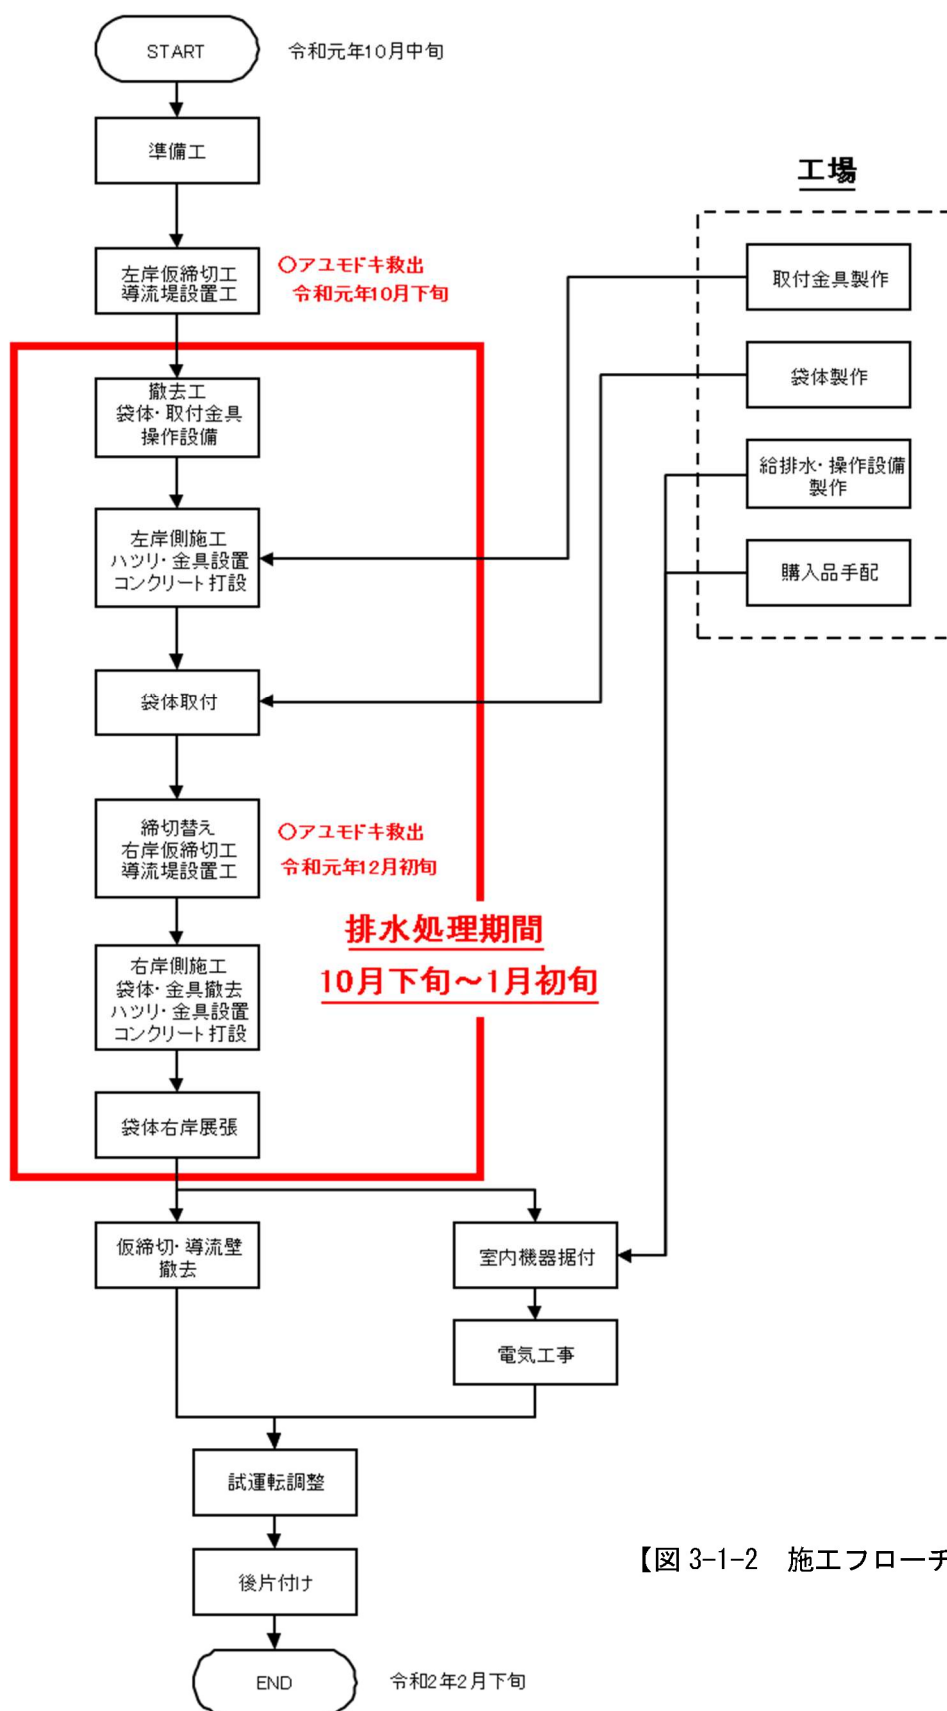 START
令和元年10月中旬
準備工
左岸仮締切工
導流堤設置工
○アユモドキ救出
令和元年10月下旬
撤去工
袋体・取付金具
操作設備
左岸側施工
ハツリ・金具設置
コンクリート打設
袋体取付
締切替え
右岸仮締切工
導流堤設置工
○アユモドキ救出
令和元年12月初旬
排水処理期間
10月下旬～1月初旬
右岸側施工
袋体・金具撤去
ハツリ・金具設置
コンクリート打設
袋体右岸展張
工場
取付金具製作
袋体製作
給排水・操作設備
製作
購入品手配
仮締切・導流壁
撤去
室内機器据付
電気工事
試運転調整
後片付け
END
令和2年2月下旬
【図 3-1-2　施工フローチ